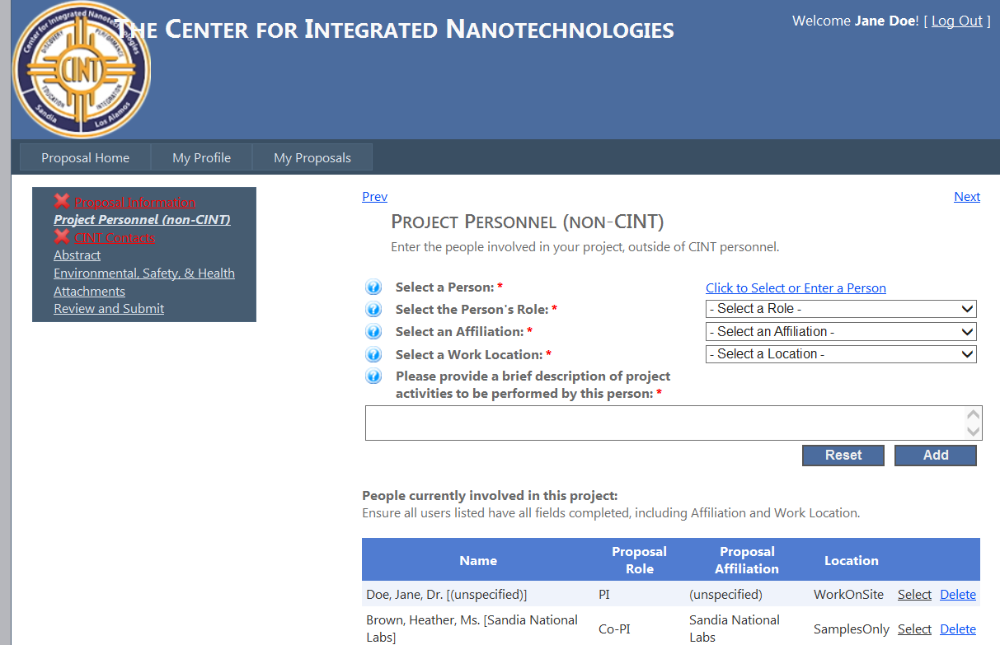 THE CENTER FOR INTEGRATED NANOTECHNOLOGIES
Welcome Jane Doe! [ Log Out ]
Center for Integrated Nanotechnologies
DISCOVERY
PERFORMANCE
CINT
EDUCATION
INTEGRATION
Sandia
Los Alamos
Proposal Home
My Profile
My Proposals
Proposal Information
Project Personnel (non-CINT)
CINT Contacts
Abstract
Environmental, Safety, & Health
Attachments
Review and Submit
Prev
Next
PROJECT PERSONNEL (NON-CINT)
Enter the people involved in your project, outside of CINT personnel.
Select a Person: *
Click to Select or Enter a Person
Select the Person's Role: *
- Select a Role -
Select an Affiliation: *
- Select an Affiliation -
Select a Work Location: *
- Select a Location -
Please provide a brief description of project
activities to be performed by this person: *
Reset
Add
People currently involved in this project:
Ensure all users listed have all fields completed, including Affiliation and Work Location.
Name
Proposal
Role
Proposal
Affiliation
Location
Doe, Jane, Dr. [(unspecified)]
PI
(unspecified)
WorkOnSite
Select
Delete
Brown, Heather, Ms. [Sandia National
Labs]
Co-PI
Sandia National
Labs
SamplesOnly
Select
Delete